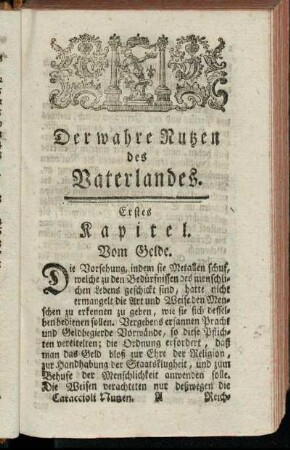 Der wahre Nutzen
des
Vaterlandes.
Erstes
Kapitel.
Vom Gelde.
Die Vorsehung, indem sie Metallen schuf,
welche zu den Bedürfnissen des menschli-
chen Lebens geschickt sind, hatte nicht
ermangelt die Art und Weise den Men-
schen zu erkennen zu geben, wie sie sich dessel-
ben bedienen sollen. Vergebens ersannen Pracht
und Geldbegierde Vorwände, so diese Pflich-
ten vereitelten; die Ordnung erfordert, daß
man das Geld bloß zur Ehre der Religion,
zur Handhabung der Staatsklugheit, und zum
Behufe der Menschlichkeit anwenden solle.
Die Weisen verachteten nur deßwegen die
Caraccioli Nutzen. A Reich-